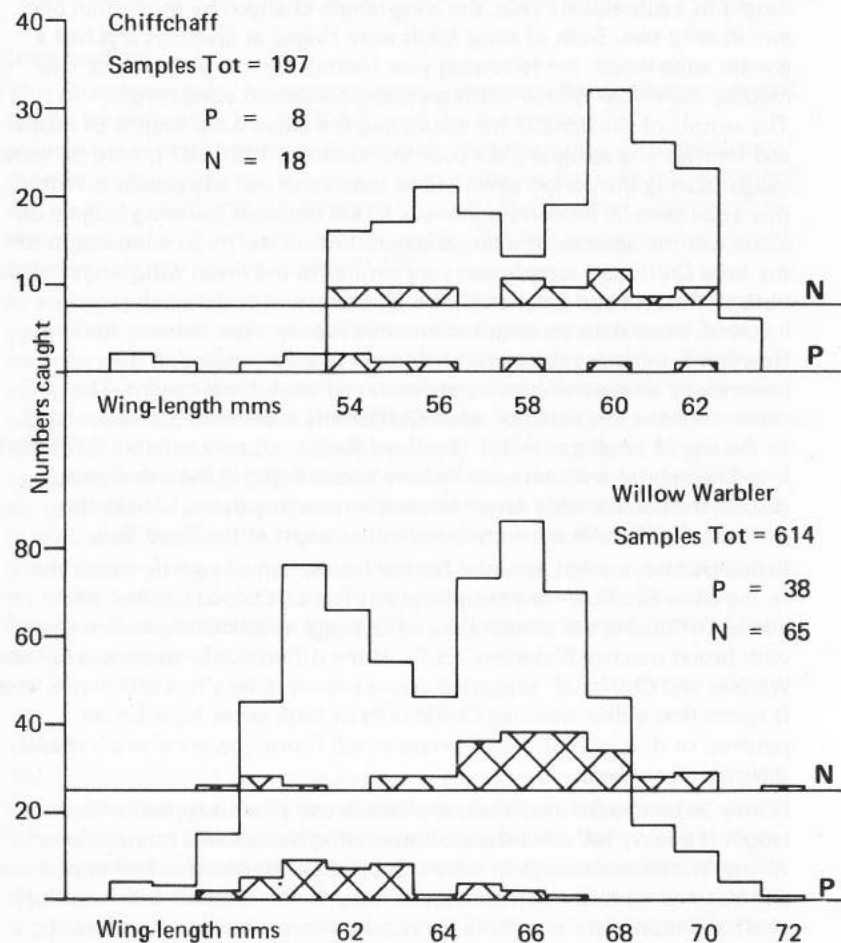 Chiffchaff
Samples Tot = 197
P = 8
N = 18
40
30
20
10
N
P
Wing-length mms 54 56 58 60 62
Number caught
Willow Warbler
Samples Tot = 614
P = 38
N = 65
80
60
40
20
N
P
Wing-length mms 62 64 66 68 70 72